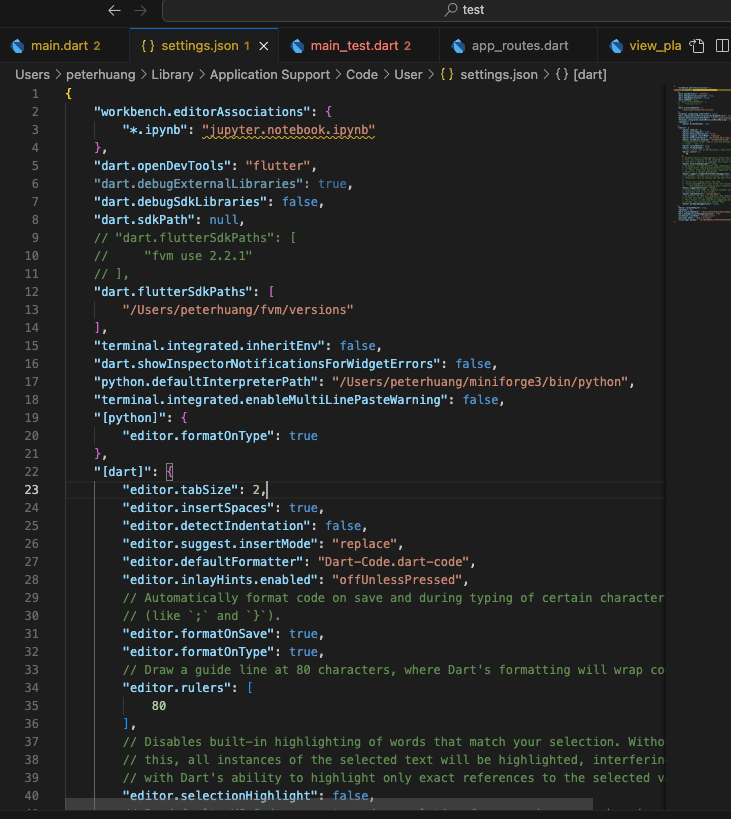 test
main.dart 2
{ } settings.json 1
main_test.dart 2
app_routes.dart
view_pla
Users > peterhuang > Library > Application Support > Code > User > { } settings.json > { } [dart]
1 {
2 "workbench.editorAssociations": {
3 "*.ipynb": "jupyter.notebook.ipynb"
4 },
5 "dart.openDevTools": "flutter",
6 "dart.debugExternalLibraries": true,
7 "dart.debugSdkLibraries": false,
8 "dart.sdkPath": null,
9 // "dart.flutterSdkPaths": [
10 // "fvm use 2.2.1"
11 // ],
12 "dart.flutterSdkPaths": [
13 "/Users/peterhuang/fvm/versions"
14 ],
15 "terminal.integrated.inheritEnv": false,
16 "dart.showInspectorNotificationsForWidgetErrors": false,
17 "python.defaultInterpreterPath": "/Users/peterhuang/miniforge3/bin/python",
18 "terminal.integrated.enableMultiLinePasteWarning": false,
19 "[python]": {
20 "editor.formatOnType": true
21 },
22 "[dart]": {
23 "editor.tabSize": 2,
24 "editor.insertSpaces": true,
25 "editor.detectIndentation": false,
26 "editor.suggest.insertMode": "replace",
27 "editor.defaultFormatter": "Dart-Code.dart-code",
28 "editor.inlayHints.enabled": "offUnlessPressed",
29 // Automatically format code on save and during typing of certain character
30 // (like `;` and `}`).
31 "editor.formatOnSave": true,
32 "editor.formatOnType": true,
33 // Draw a guide line at 80 characters, where Dart's formatting will wrap co
34 "editor.rulers": [
35 80
36 ],
37 // Disables built-in highlighting of words that match your selection. Witho
38 // this, all instances of the selected text will be highlighted, interferin
39 // with Dart's ability to highlight only exact references to the selected v
40 "editor.selectionHighlight": false,